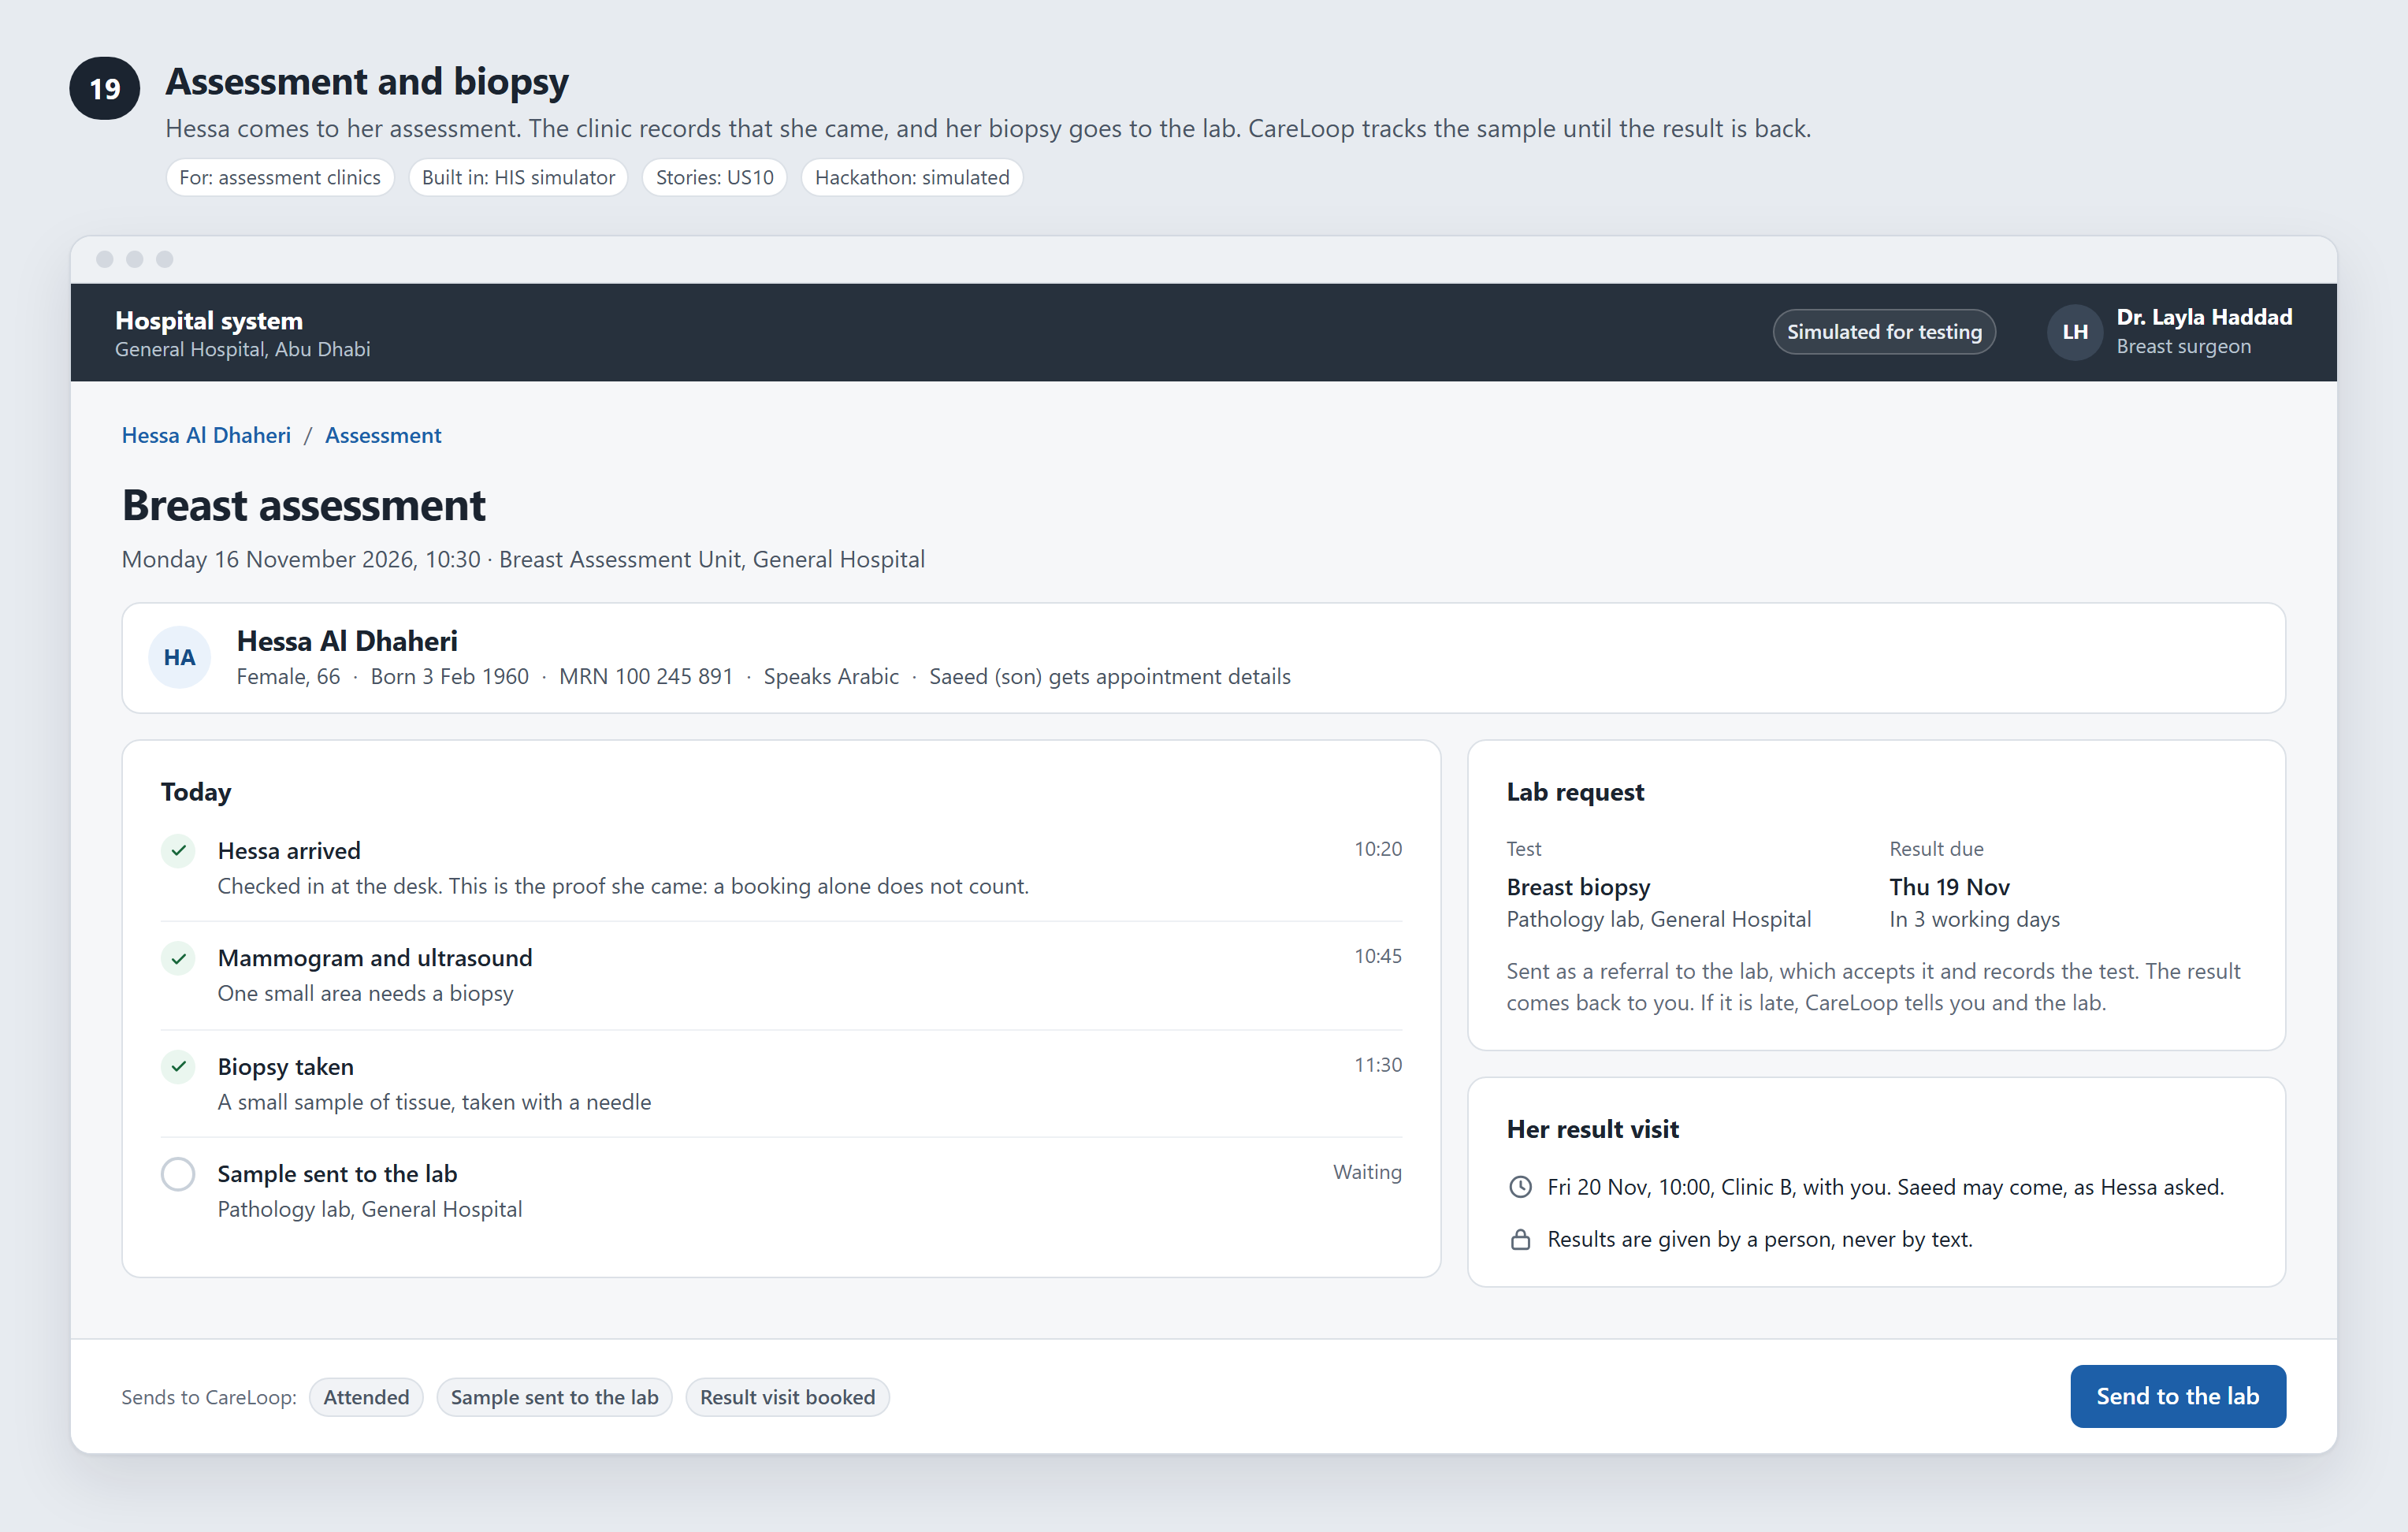 19
Assessment and biopsy
Hessa comes to her assessment. The clinic records that she came, and her biopsy goes to the lab. CareLoop tracks the sample until the result is back.
For: assessment clinics
Built in: HIS simulator
Stories: US10
Hackathon: simulated
Hospital system
General Hospital, Abu Dhabi
Simulated for testing
LH
Dr. Layla Haddad
Breast surgeon
Hessa Al Dhaheri / Assessment
Breast assessment
Monday 16 November 2026, 10:30 · Breast Assessment Unit, General Hospital
HA
Hessa Al Dhaheri
Female, 66 · Born 3 Feb 1960 · MRN 100 245 891 · Speaks Arabic · Saeed (son) gets appointment details
Today
Hessa arrived
10:20
Checked in at the desk. This is the proof she came: a booking alone does not count.
Mammogram and ultrasound
10:45
One small area needs a biopsy
Biopsy taken
11:30
A small sample of tissue, taken with a needle
Sample sent to the lab
Waiting
Pathology lab, General Hospital
Lab request
Test
Breast biopsy
Pathology lab, General Hospital
Result due
Thu 19 Nov
In 3 working days
Sent as a referral to the lab, which accepts it and records the test. The result
comes back to you. If it is late, CareLoop tells you and the lab.
Her result visit
Fri 20 Nov, 10:00, Clinic B, with you. Saeed may come, as Hessa asked.
Results are given by a person, never by text.
Sends to CareLoop:
Attended
Sample sent to the lab
Result visit booked
Send to the lab